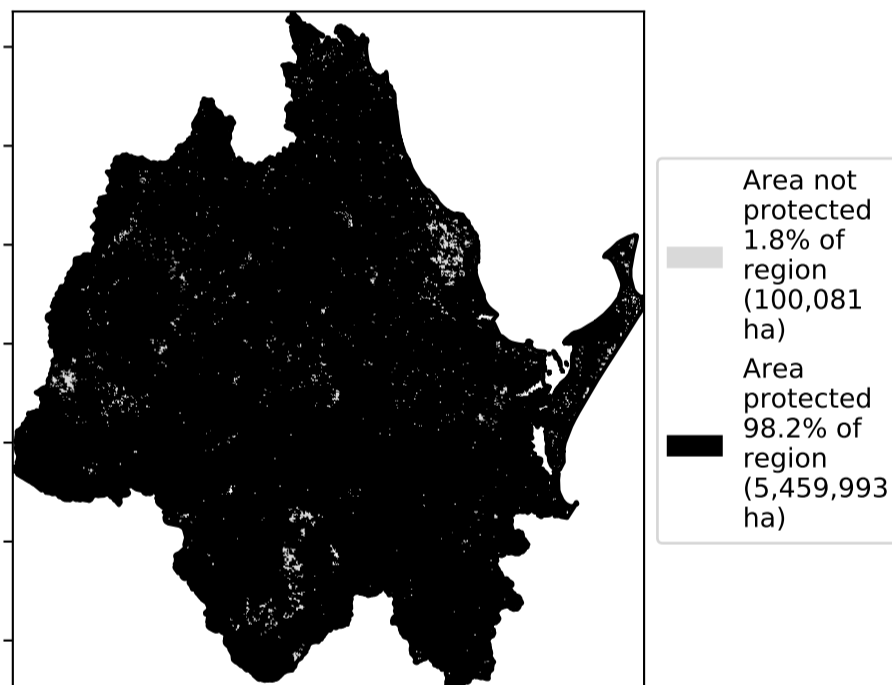 Area not
protected
1.8% of
region
(100,081
ha)
Area
protected
98.2% of
region
(5,459,993
ha)